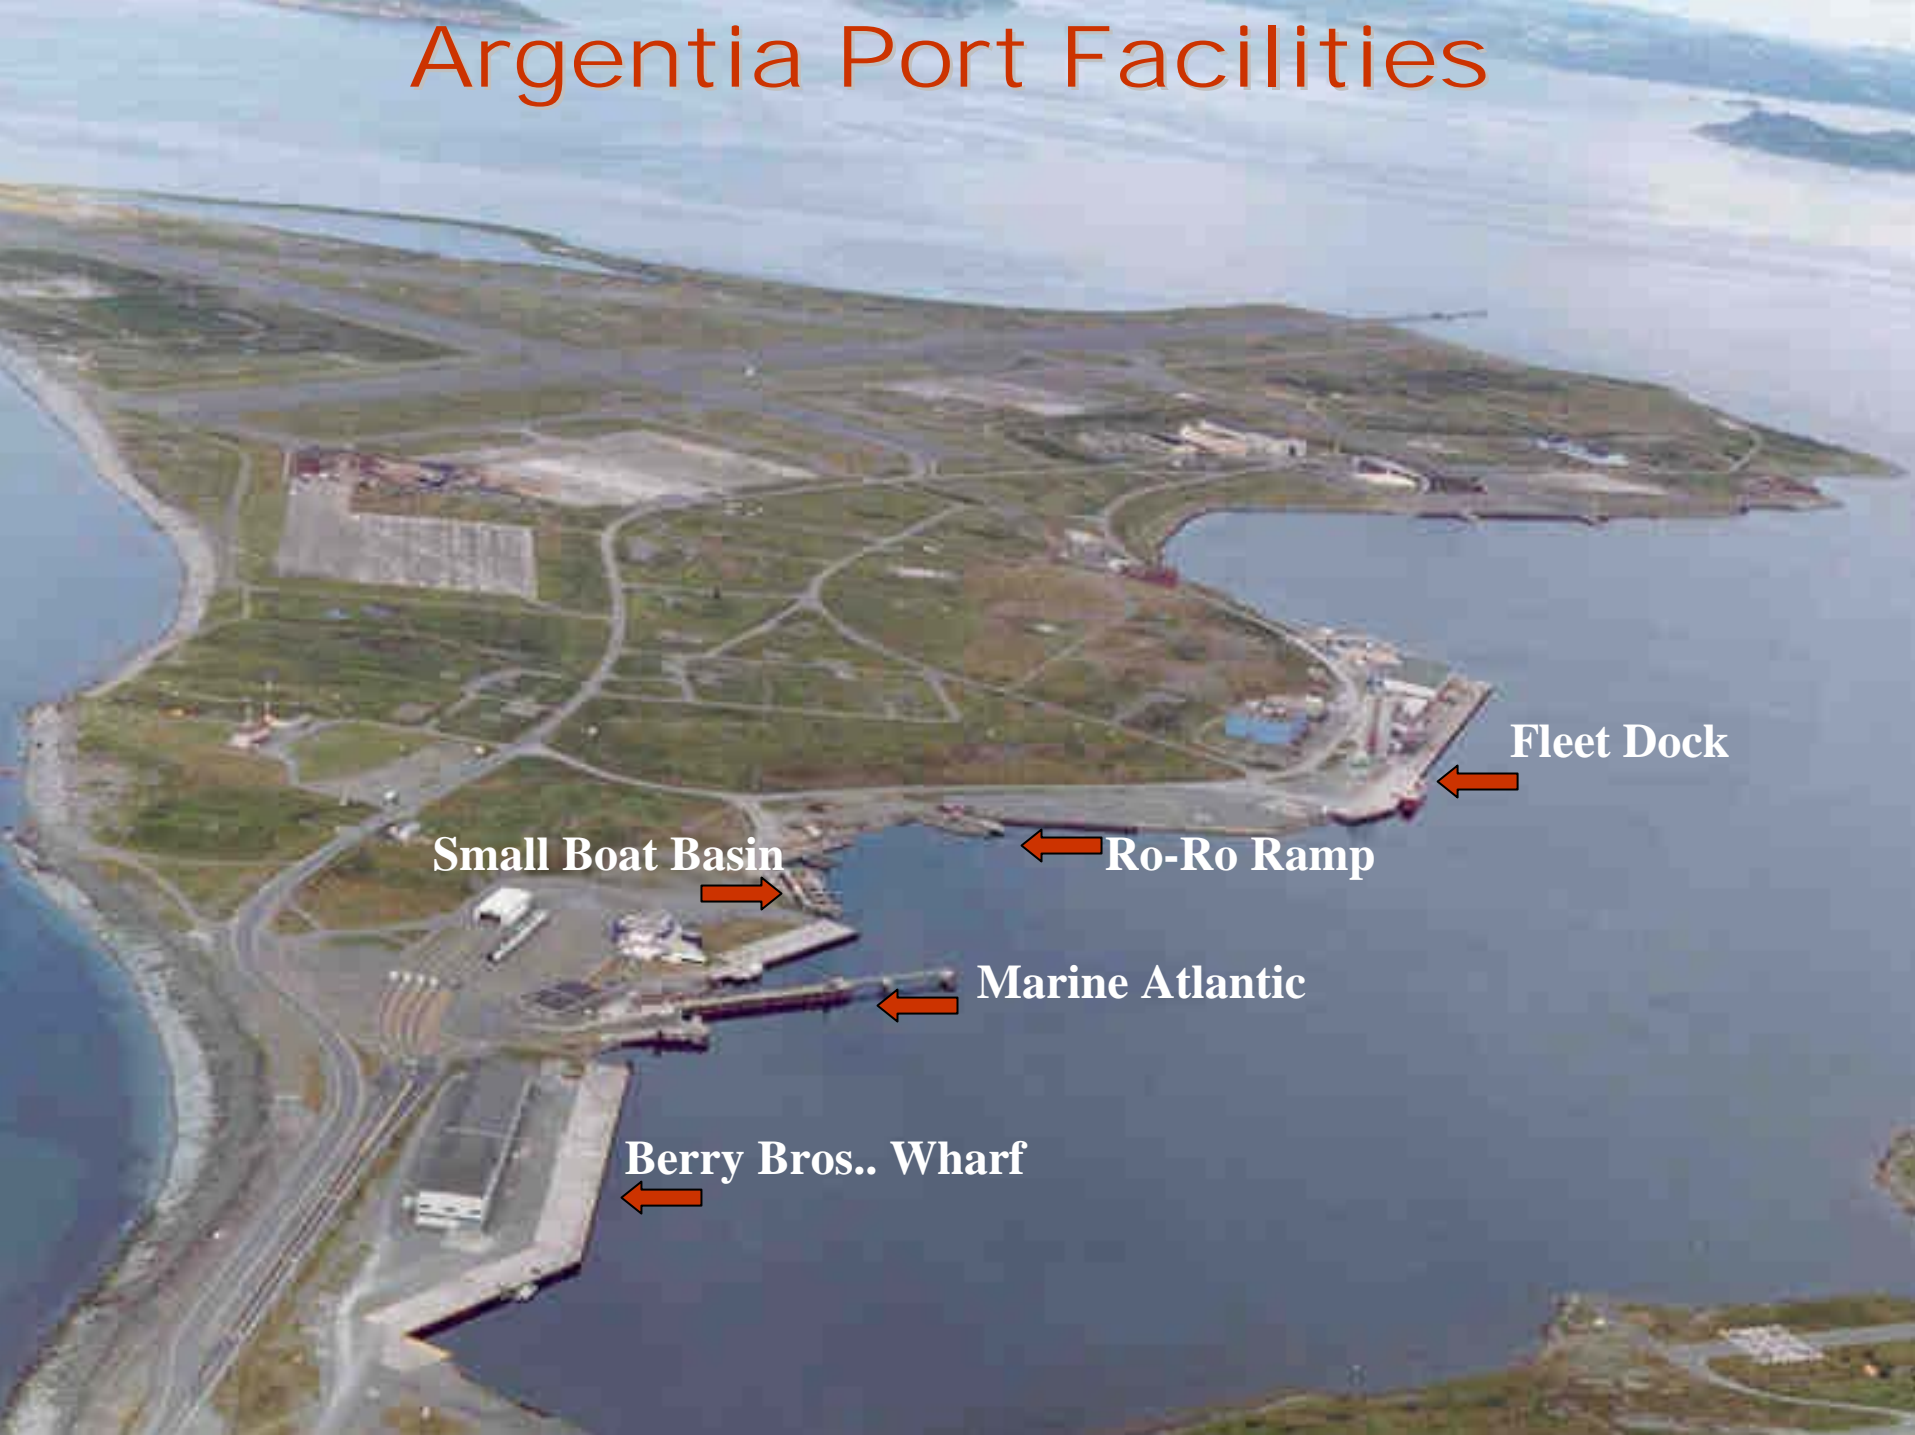 Argentia Port Facilities
Fleet Dock
Small Boat Basin
Ro-Ro Ramp
Marine Atlantic
Berry Bros.. Wharf